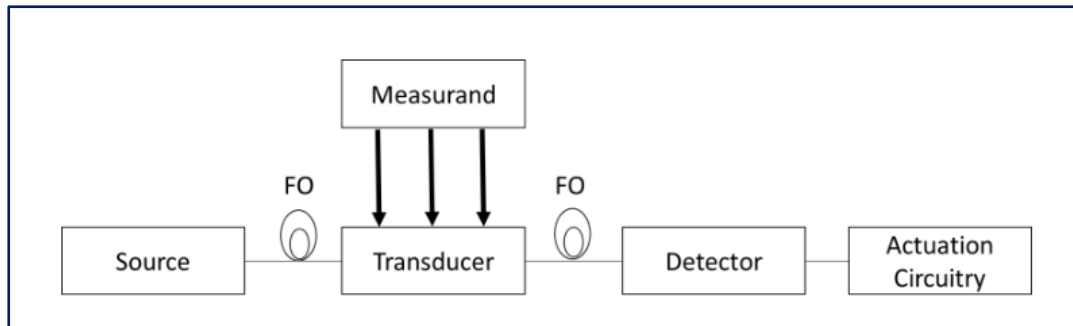 Measurand
FO
FO
Source
Transducer
Detector
Actuation
Circuitry